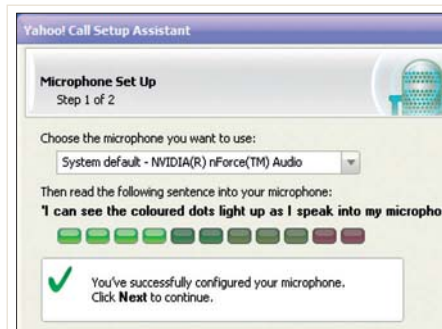 Yahoo! Call Setup Assistant
Microphone Set Up
Step 1 of 2
Choose the microphone you want to use:
System default - NVIDIA(R) nForce(TM) Audio
Then read the following sentence into your microphone:
"I can see the coloured dots light up as I speak into my micropho
You've successfully configured your microphone.
Click Next to continue.